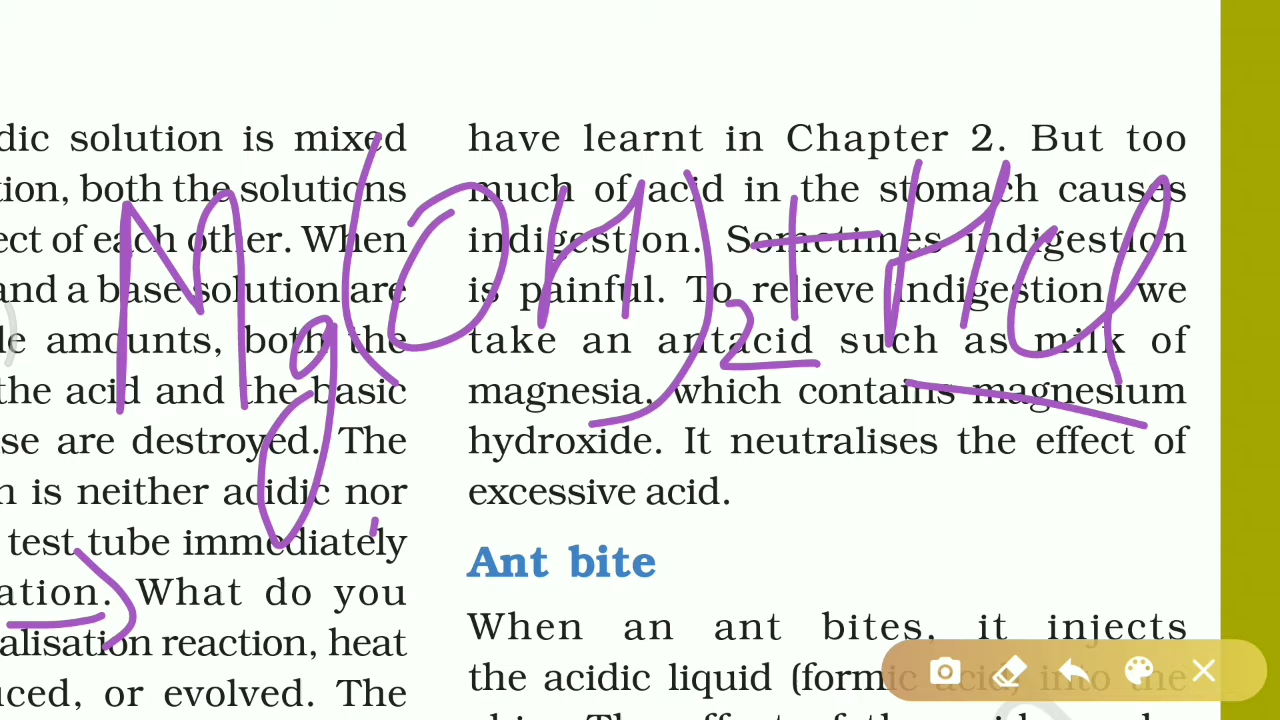 dic solution is mixed
tion, both the solutions
ect of each other. When
and a base solution are
le amounts, both the
the acid and the basic
se are destroyed. The
n is neither acidic nor
test tube immediately
ation. What do you
alisation reaction, heat
uced, or evolved. The
have learnt in Chapter 2. But too
much of acid in the stomach causes
indigestion. Sometimes indigestion
is painful. To relieve indigestion, we
take an antacid such as milk of
magnesia, which contains magnesium
hydroxide. It neutralises the effect of
excessive acid.
Ant bite
When an ant bites, it injects
the acidic liquid (formic acid) into the
Mg(OH)2 + HCl